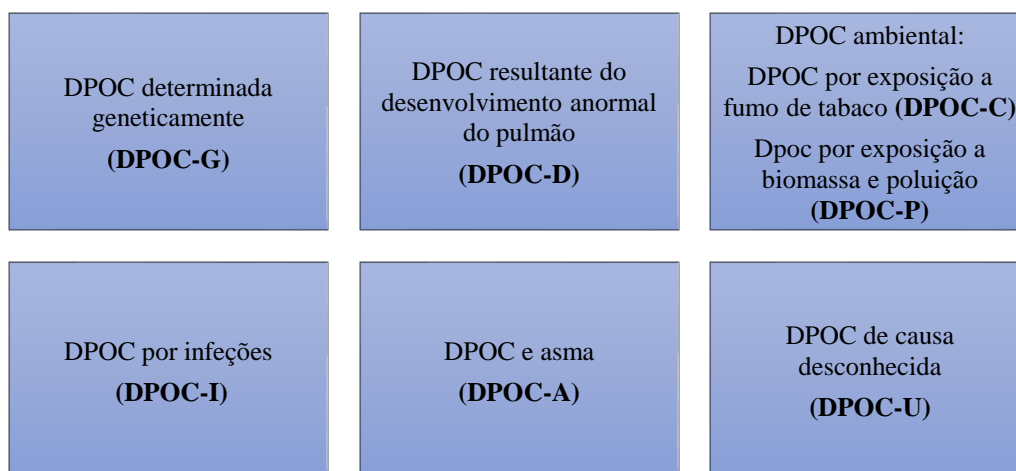 DPOC determinada
geneticamente
(DPOC-G)
DPOC resultante do
desenvolvimento anormal
do pulmão
(DPOC-D)
DPOC ambiental:
DPOC por exposição a
fumo de tabaco (DPOC-C)
Dpoc por exposição a
biomassa e poluição
(DPOC-P)
DPOC por infeções
(DPOC-I)
DPOC e asma
(DPOC-A)
DPOC de causa
desconhecida
(DPOC-U)